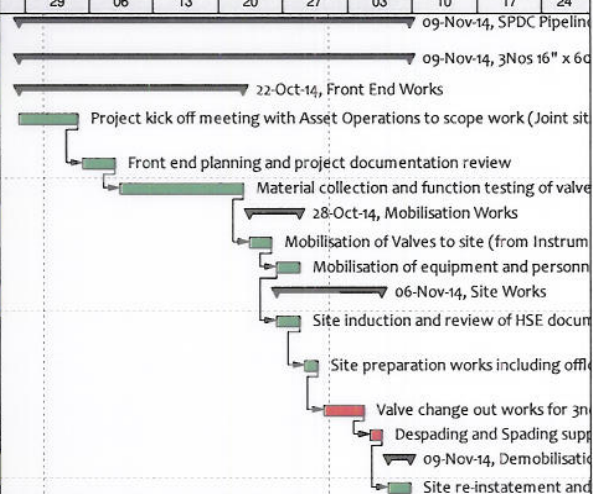 29 06 13 20 27 03 10 17 24
09-Nov-14, SPDC Pipelin
09-Nov-14, 3Nos 16" x 6
22-Oct-14, Front End Works
Project kick off meeting with Asset Operations to scope work (Joint sit
Front end planning and project documentation review
Material collection and function testing of valve
28-Oct-14, Mobilisation Works
Mobilisation of Valves to site (from Instrum
Mobilisation of equipment and personn
06-Nov-14, Site Works
Site induction and review of HSE docum
Site preparation works including offl
Valve change out works for 3n
Despading and Spading supp
09-Nov-14, Demobilisatio
Site re-instatement and